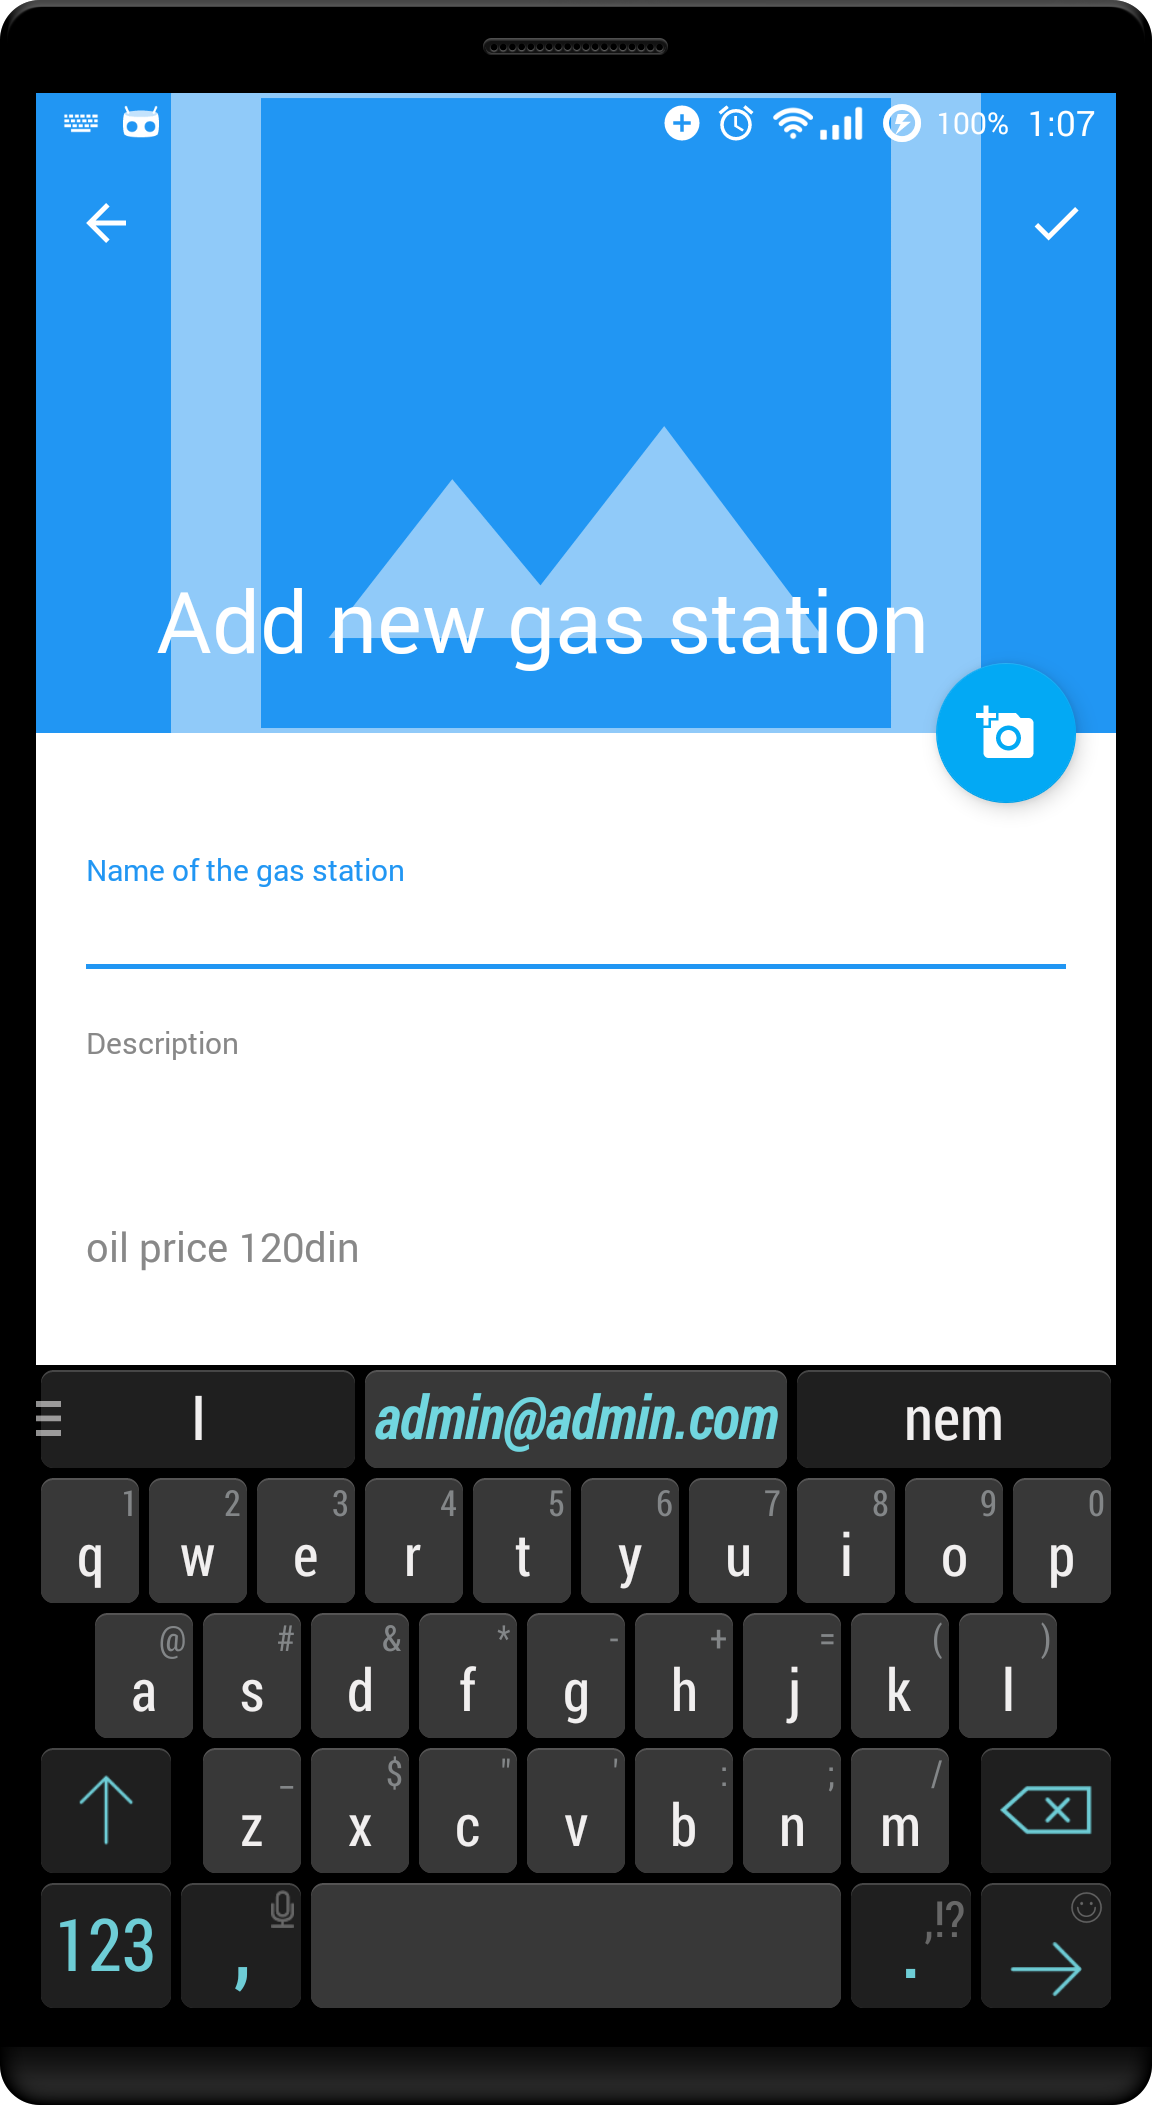 100% 1:07
Add new gas station
Name of the gas station
Description
oil price 120din
I admin@admin.com nem
1 2 3 4 5 6 7 8 9 0
q w e r t y u i o p
@ # & * - + = ( )
a s d f g h j k l
_ $ " ' : ; /
z x c v b n m
,!?
123 , .